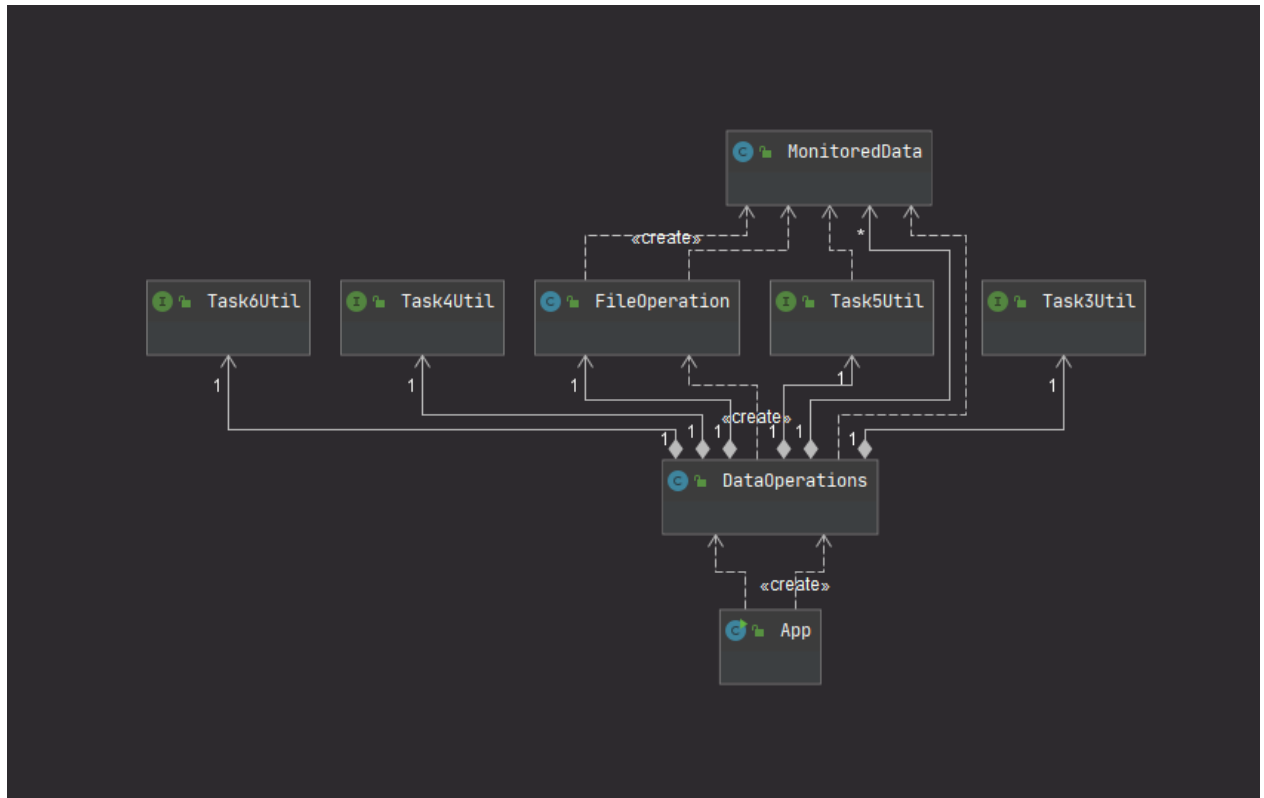 MonitoredData
«create»
*
Task6Util
Task4Util
FileOperation
Task5Util
Task3Util
1
1
1
1
1
«create»
1
1
1
1
1
1
DataOperations
«create»
App